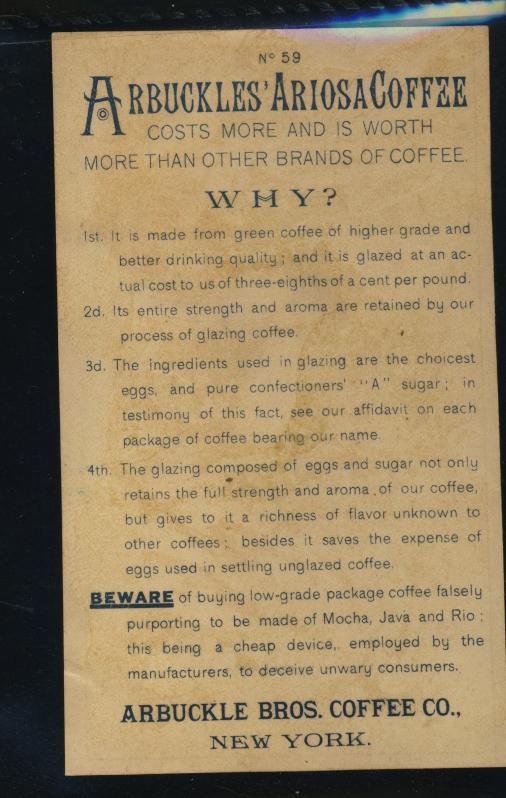 No 59
ARBUCKLES' ARIOSA COFFEE
COSTS MORE AND IS WORTH
MORE THAN OTHER BRANDS OF COFFEE.
WHY?
1st. It is made from green coffee of higher grade and
better drinking quality; and it is glazed at an ac-
tual cost to us of three-eighths of a cent per pound.
2d. Its entire strength and aroma are retained by our
process of glazing coffee.
3d. The ingredients used in glazing are the choicest
eggs, and pure confectioners' "A" sugar; in
testimony of this fact, see our affidavit on each
package of coffee bearing our name.
4th. The glazing composed of eggs and sugar not only
retains the full strength and aroma of our coffee,
but gives to it a richness of flavor unknown to
other coffees; besides it saves the expense of
eggs used in settling unglazed coffee.
BEWARE of buying low-grade package coffee falsely
purporting to be made of Mocha, Java and Rio;
this being a cheap device, employed by the
manufacturers, to deceive unwary consumers.
ARBUCKLE BROS. COFFEE CO.,
NEW YORK.